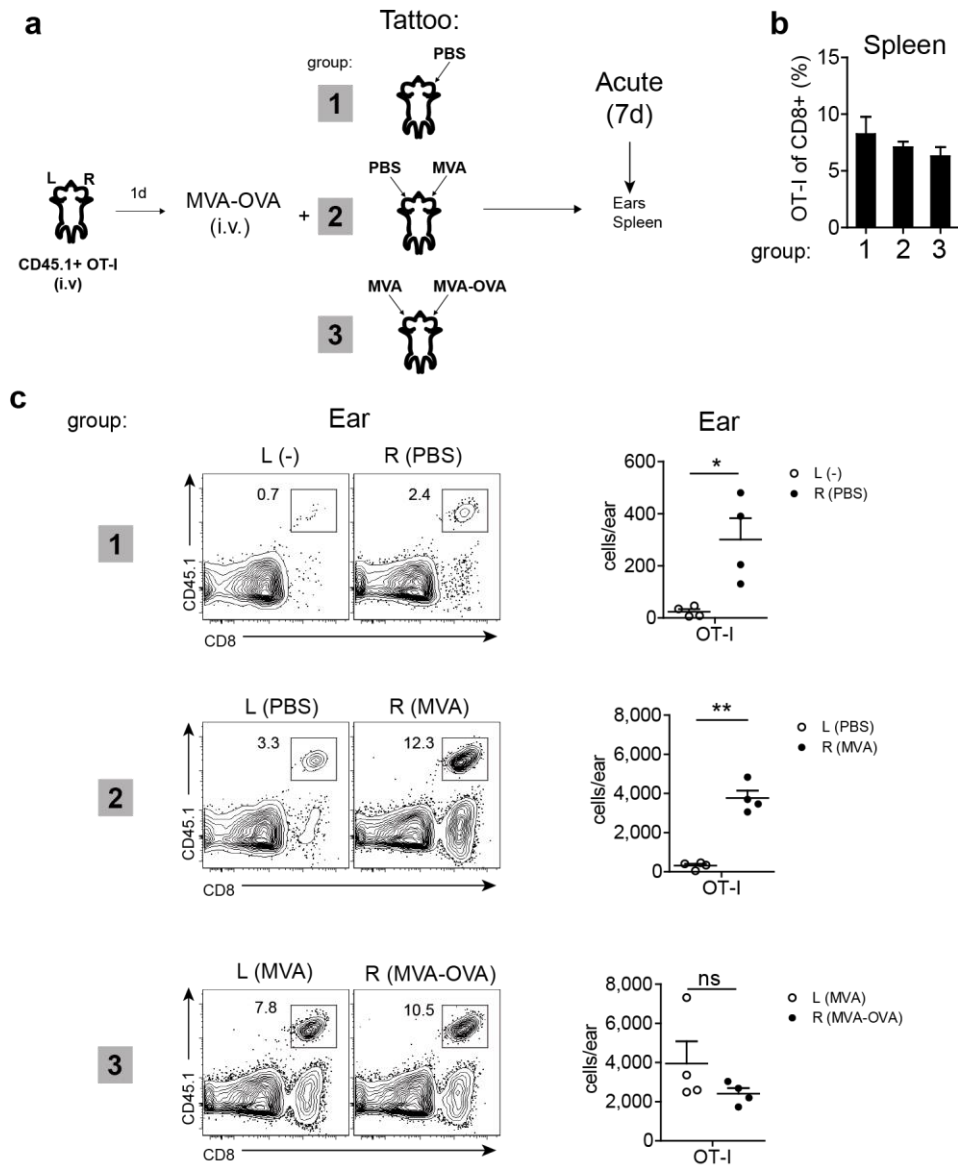 a
Tattoo:
group:
PBS
1
Acute
(7d)
L R
1d
MVA-OVA
(i.v.)
+
PBS MVA
2
Ears
Spleen
CD45.1+ OT-I
(i.v)
MVA MVA-OVA
3
b
Spleen
OT-I of CD8+ (%)
15
10
5
0
group: 1 2 3
c
group:
Ear
Ear
1
L (-) R (PBS)
0.7 2.4
CD45.1
CD8
600
400
200
0
cells/ear
*
OT-I
L (-)
R (PBS)
2
L (PBS) R (MVA)
3.3 12.3
CD45.1
CD8
8,000
6,000
4,000
2,000
0
cells/ear
**
OT-I
L (PBS)
R (MVA)
3
L (MVA) R (MVA-OVA)
7.8 10.5
CD45.1
CD8
8,000
6,000
4,000
2,000
0
cells/ear
ns
OT-I
L (MVA)
R (MVA-OVA)